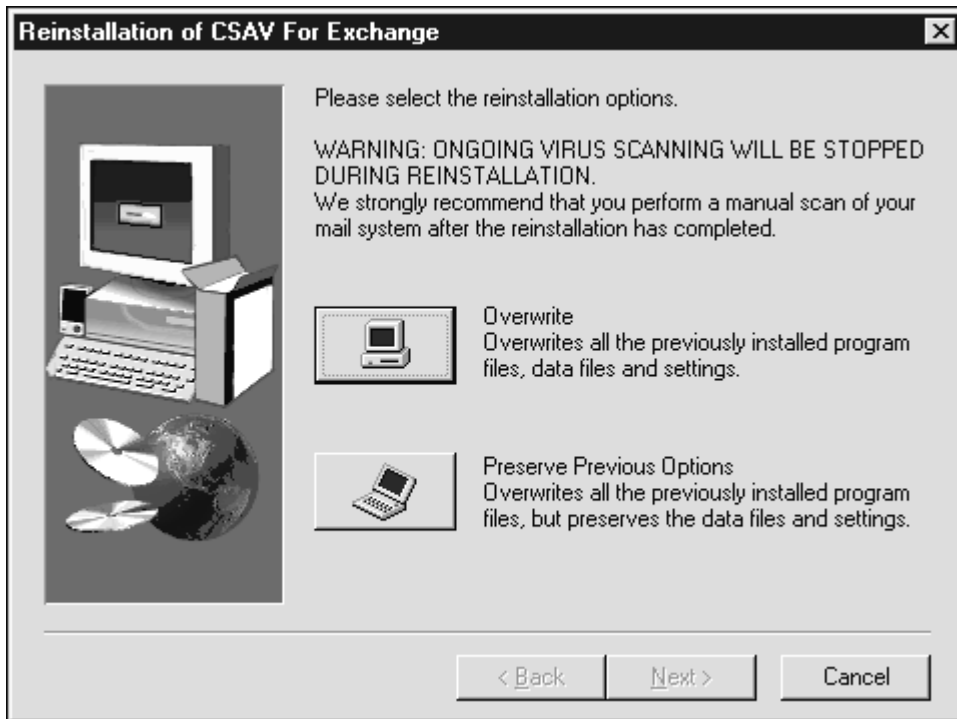 Reinstallation of CSAV For Exchange
Please select the reinstallation options.
WARNING: ONGOING VIRUS SCANNING WILL BE STOPPED
DURING REINSTALLATION.
We strongly recommend that you perform a manual scan of your
mail system after the reinstallation has completed.
Overwrite
Overwrites all the previously installed program
files, data files and settings.
Preserve Previous Options
Overwrites all the previously installed program
files, but preserves the data files and settings.
< Back
Next >
Cancel